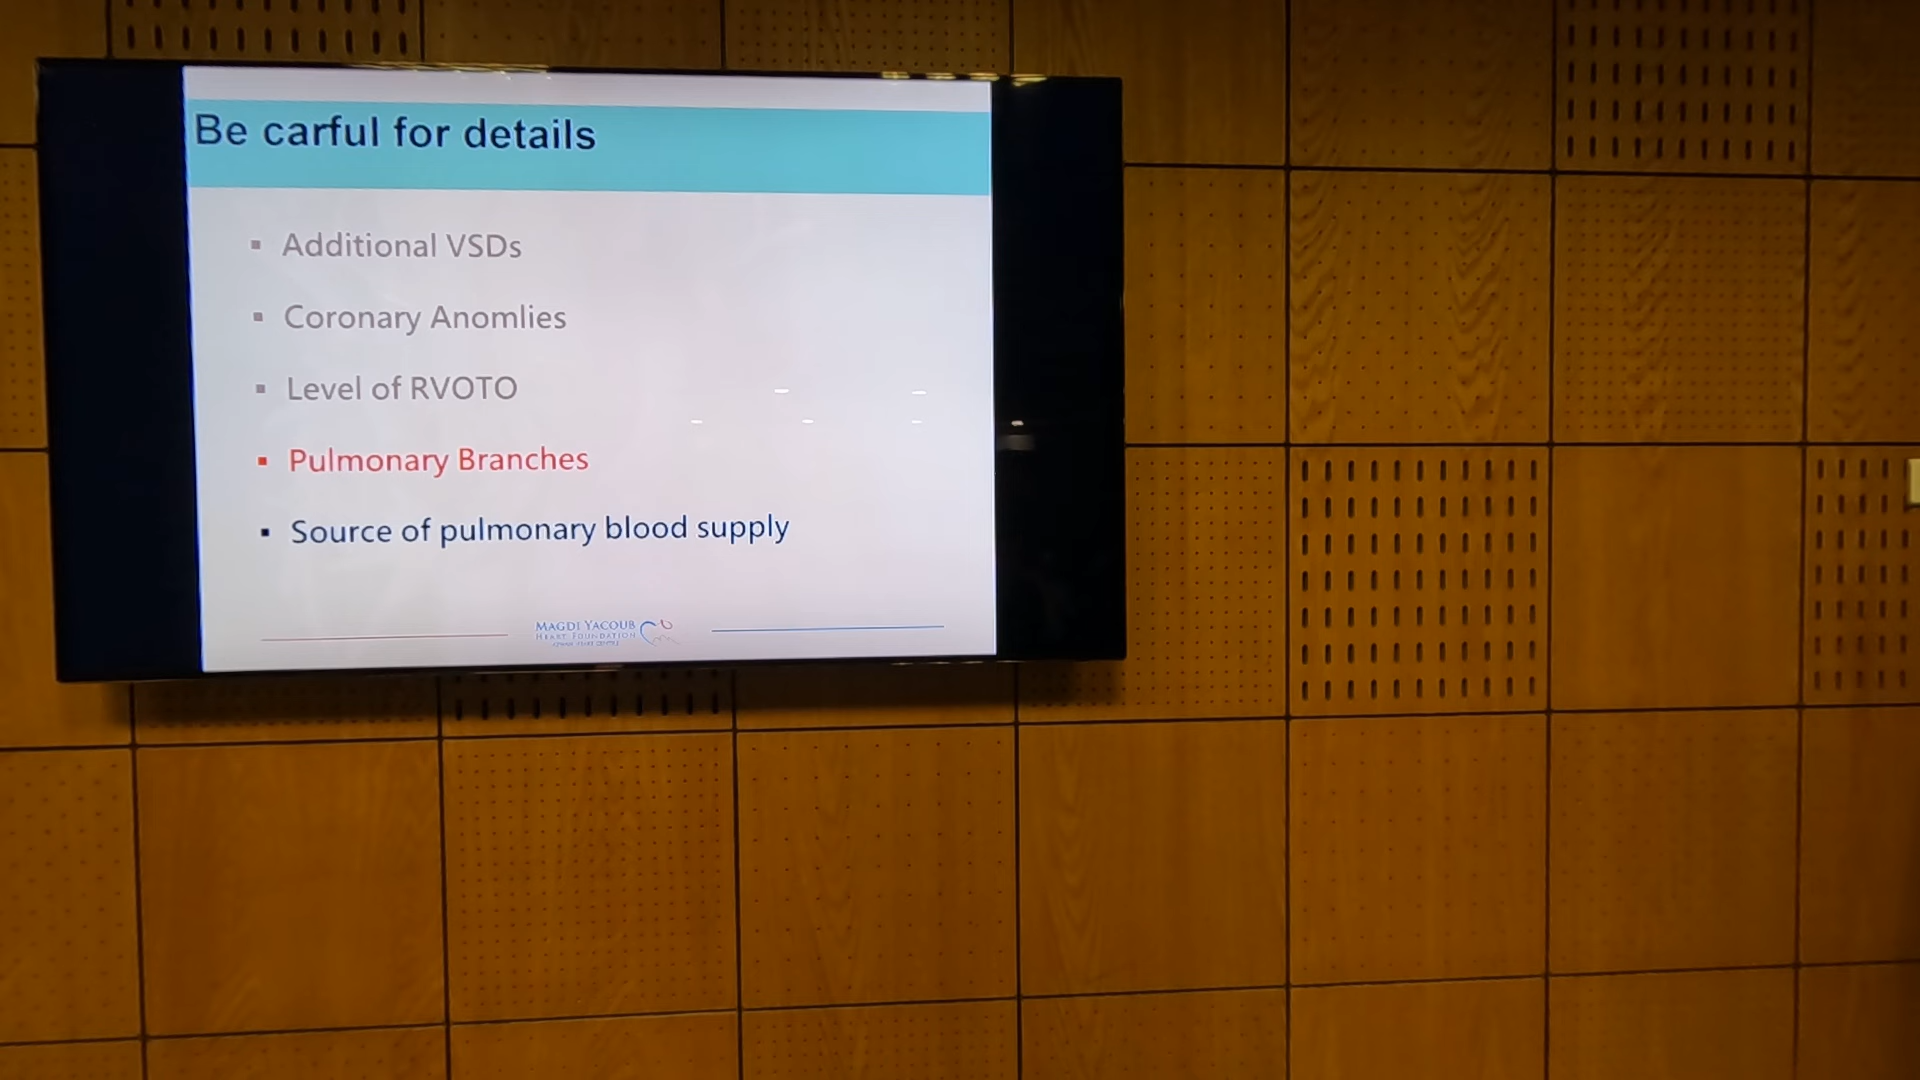 Be carful for details
▪ Additional VSDs
▪ Coronary Anomlies
▪ Level of RVOTO
▪ Pulmonary Branches
▪ Source of pulmonary blood supply
MAGDI YACOUB
HEART FOUNDATION